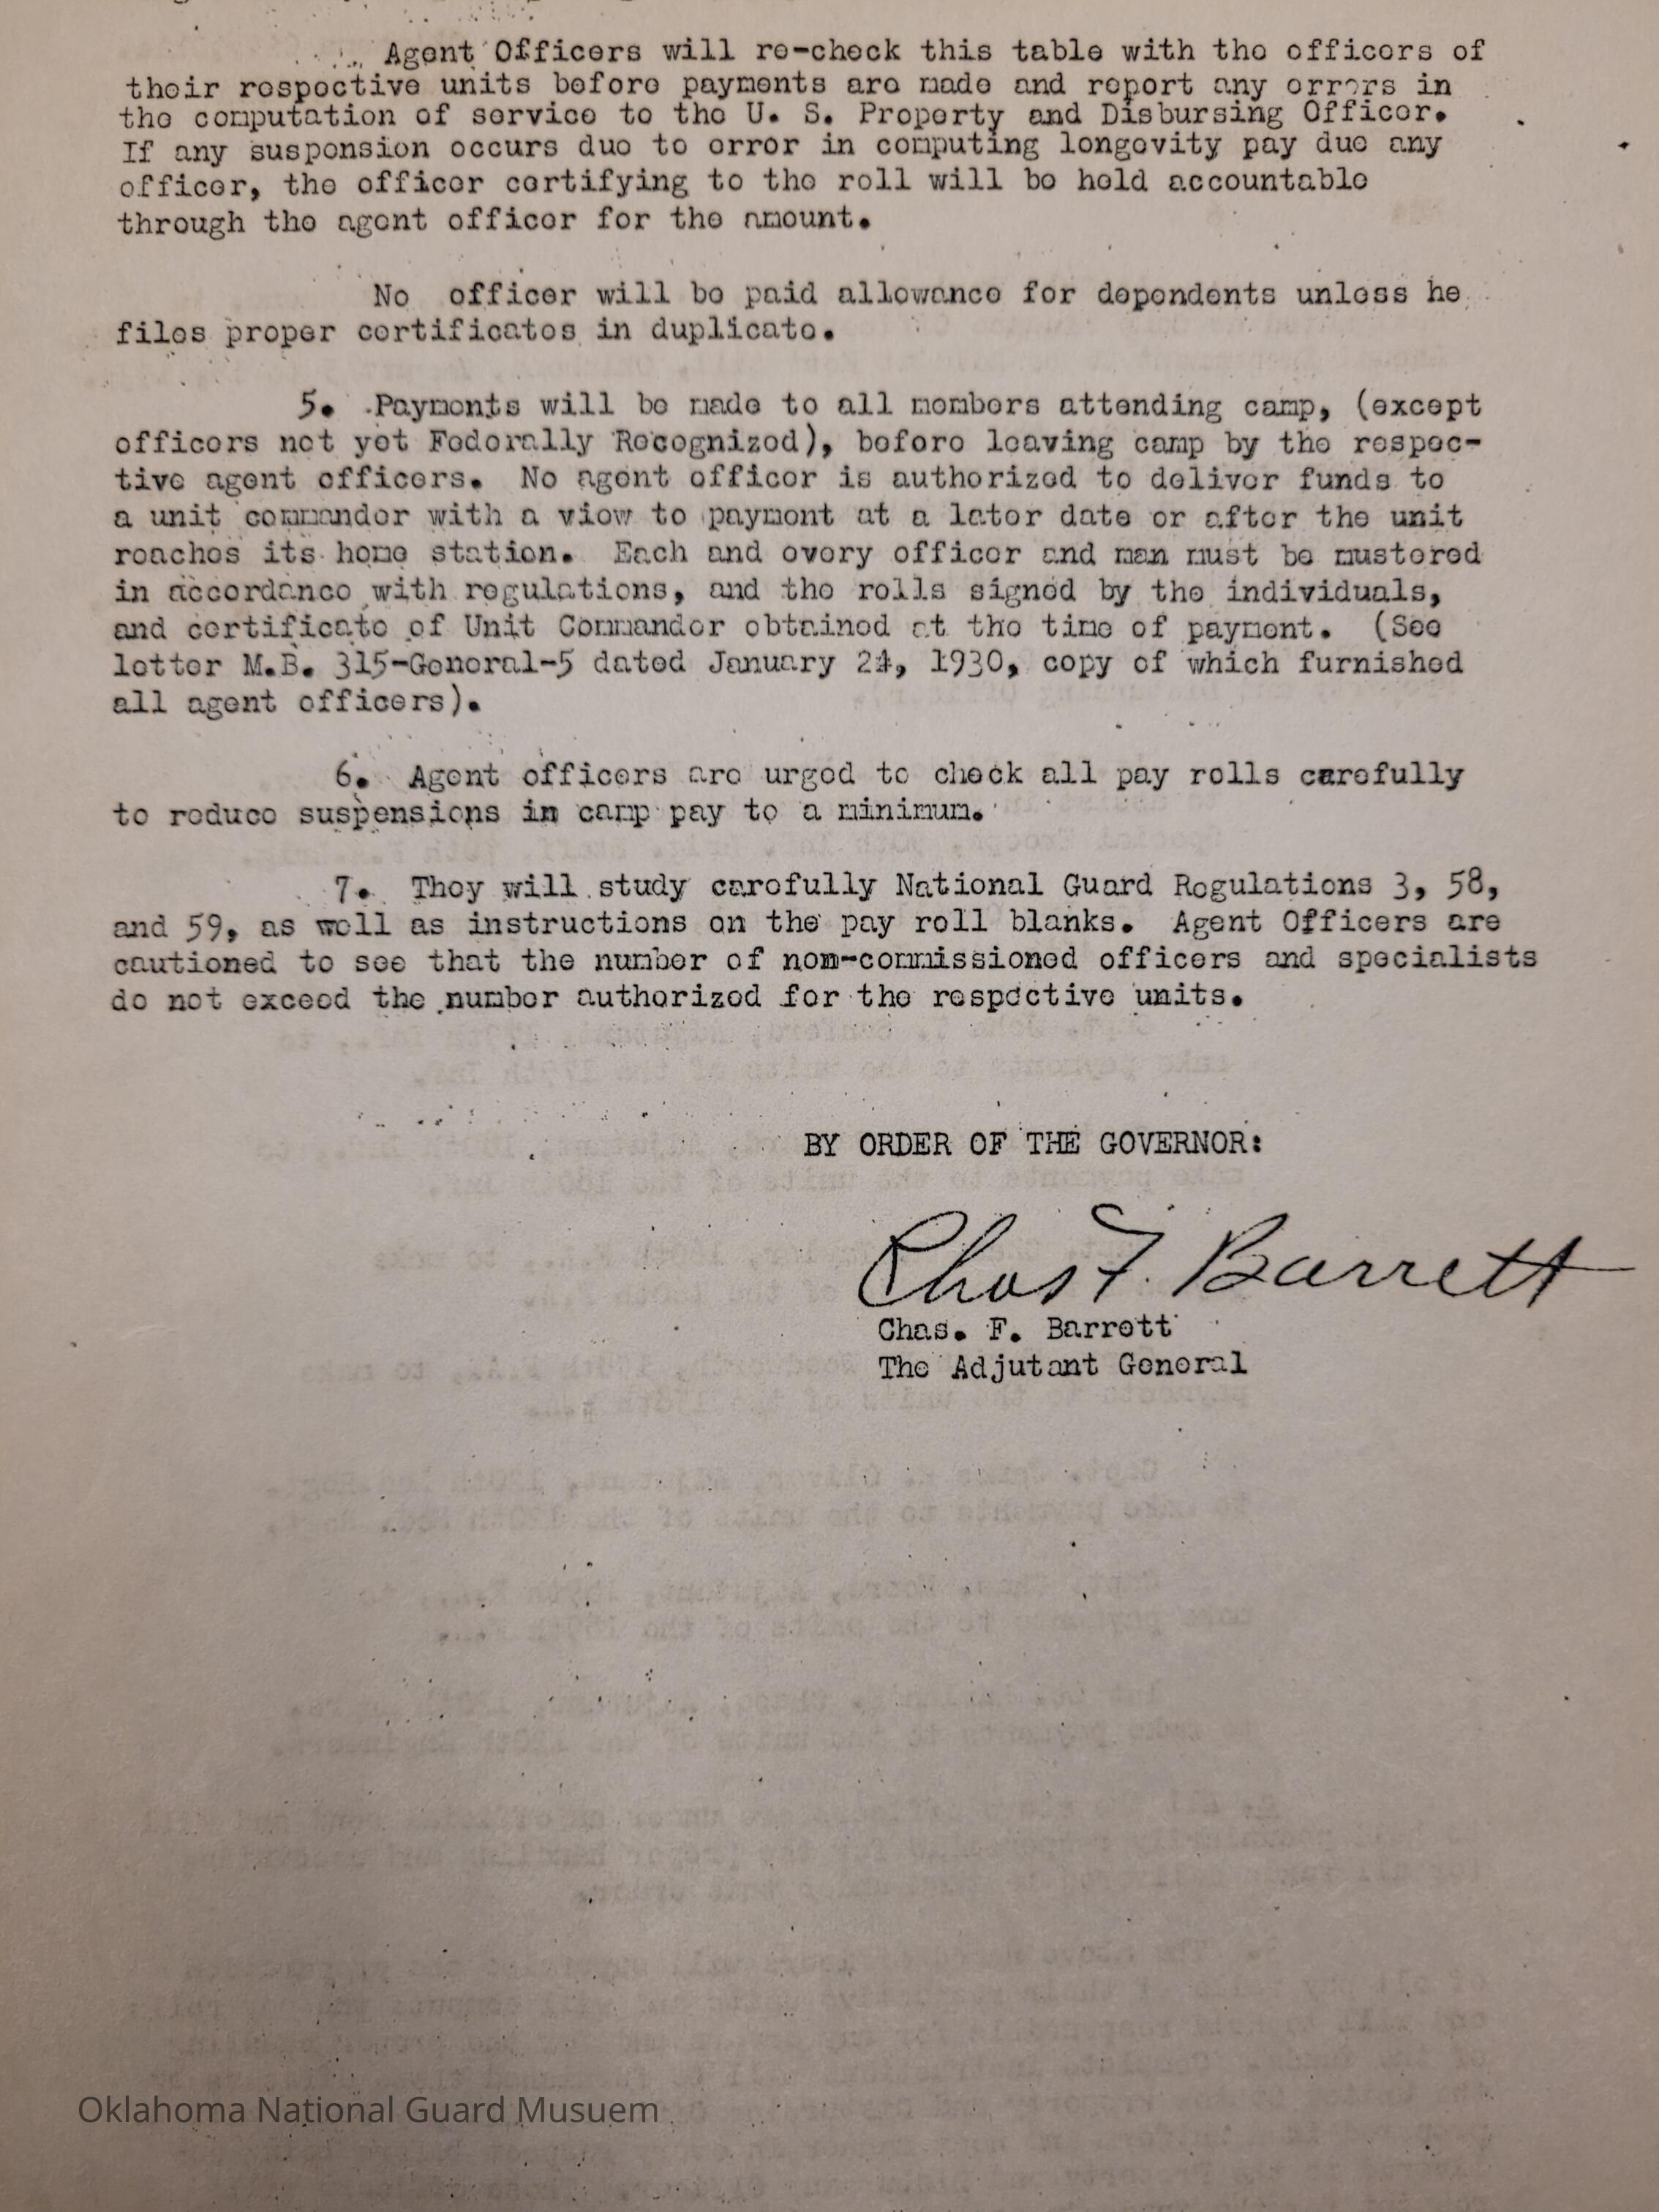 Agent Officers will re-check this table with the officers of
their respective units before payments are made and report any errors in
the computation of service to the U. S. Property and Disbursing Officer.
If any suspension occurs due to error in computing longevity pay due any
officer, the officer certifying to the roll will be held accountable
through the agent officer for the amount.
No officer will be paid allowance for dependents unless he
files proper certificates in duplicate.
5. Payments will be made to all members attending camp, (except
officers not yet Federally Recognized), before leaving camp by the respec-
tive agent officers. No agent officer is authorized to deliver funds to
a unit commander with a view to payment at a later date or after the unit
reaches its home station. Each and every officer and man must be mustered
in accordance with regulations, and the rolls signed by the individuals,
and certificate of Unit Commander obtained at the time of payment. (See
letter M.B. 315-General-5 dated January 24, 1930, copy of which furnished
all agent officers).
6. Agent officers are urged to check all pay rolls carefully
to reduce suspensions in camp pay to a minimum.
7. They will study carefully National Guard Regulations 3, 58,
and 59, as well as instructions on the pay roll blanks. Agent Officers are
cautioned to see that the number of non-commissioned officers and specialists
do not exceed the number authorized for the respective units.
BY ORDER OF THE GOVERNOR:
Chas F. Barrett
Chas. F. Barrett
The Adjutant General
Oklahoma National Guard Musuem